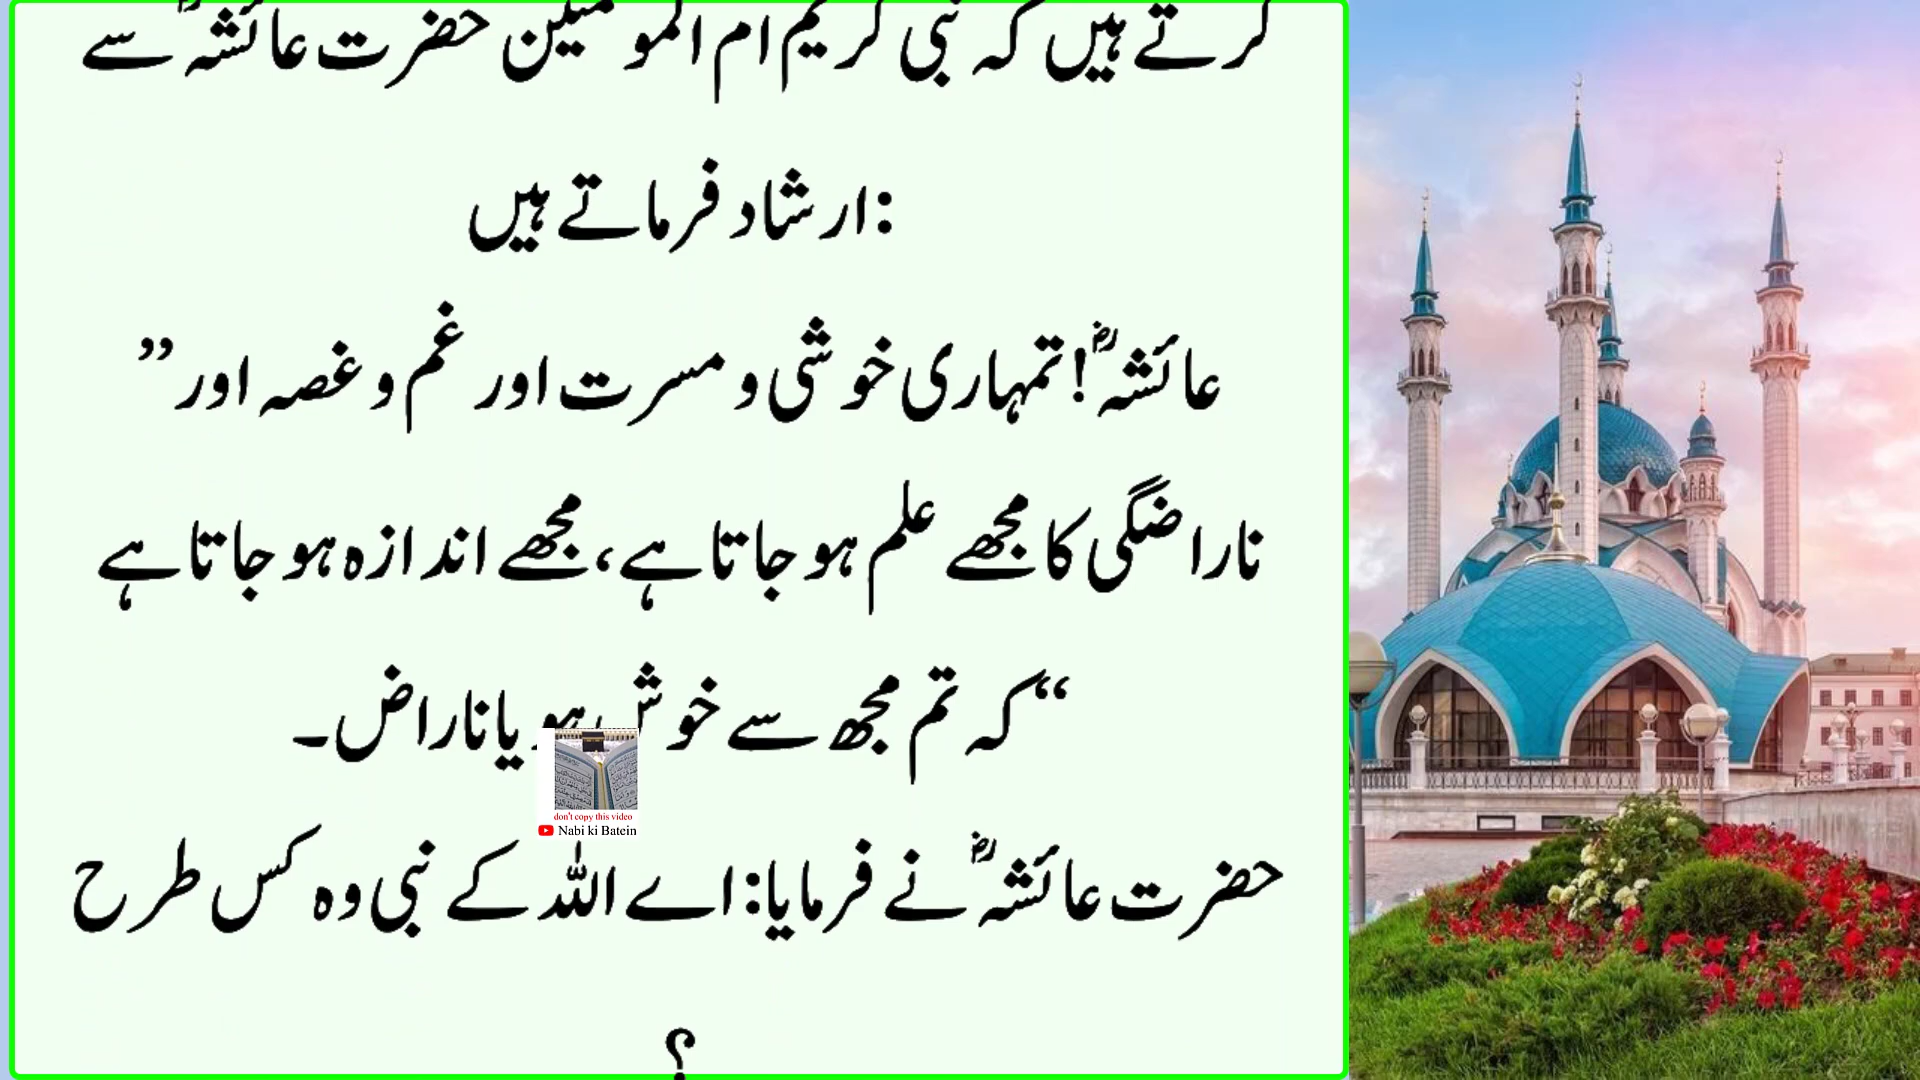 کرتے ہیں کہ نبی کریم ام المومنین حضرت عائشہؓ سے
:ارشاد فرماتے ہیں
عائشہؓ! تمہاری خوشی و مسرت اور غم و غصہ اور”
ناراضگی کا مجھے علم ہو جاتا ہے، مجھے اندازہ ہو جاتا ہے
“کہ تم مجھ سے خوش ہو یا ناراض۔
don't copy this video
Nabi ki Batein
حضرت عائشہؓ نے فرمایا: اے اللہ کے نبی وہ کس طرح
؟